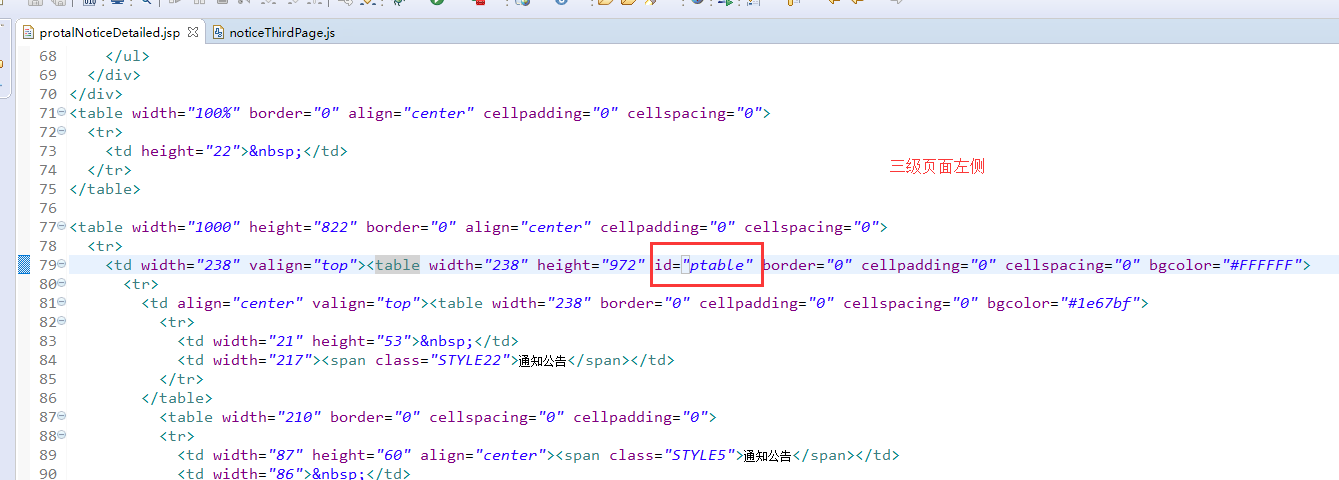 protalNoticeDetailed.jsp noticeThirdPage.js
68 </ul>
69 </div>
70 </div>
71 <table width="100%" border="0" align="center" cellpadding="0" cellspacing="0">
72 <tr>
73 <td height="22">&nbsp;</td>
74 </tr>
三级页面左侧
75 </table>
76
77 <table width="1000" height="822" border="0" align="center" cellpadding="0" cellspacing="0">
78 <tr>
79 <td width="238" valign="top"><table width="238" height="972" id="ptable" border="0" cellpadding="0" cellspacing="0" bgcolor="#FFFFFF">
80 <tr>
81 <td align="center" valign="top"><table width="238" border="0" cellpadding="0" cellspacing="0" bgcolor="#1e67bf">
82 <tr>
83 <td width="21" height="53">&nbsp;</td>
84 <td width="217"><span class="STYLE22">通知公告</span></td>
85 </tr>
86 </table>
87 <table width="210" border="0" cellspacing="0" cellpadding="0">
88 <tr>
89 <td width="87" height="60" align="center"><span class="STYLE5">通知公告</span></td>
90 <td width="86">&nbsp;</td>